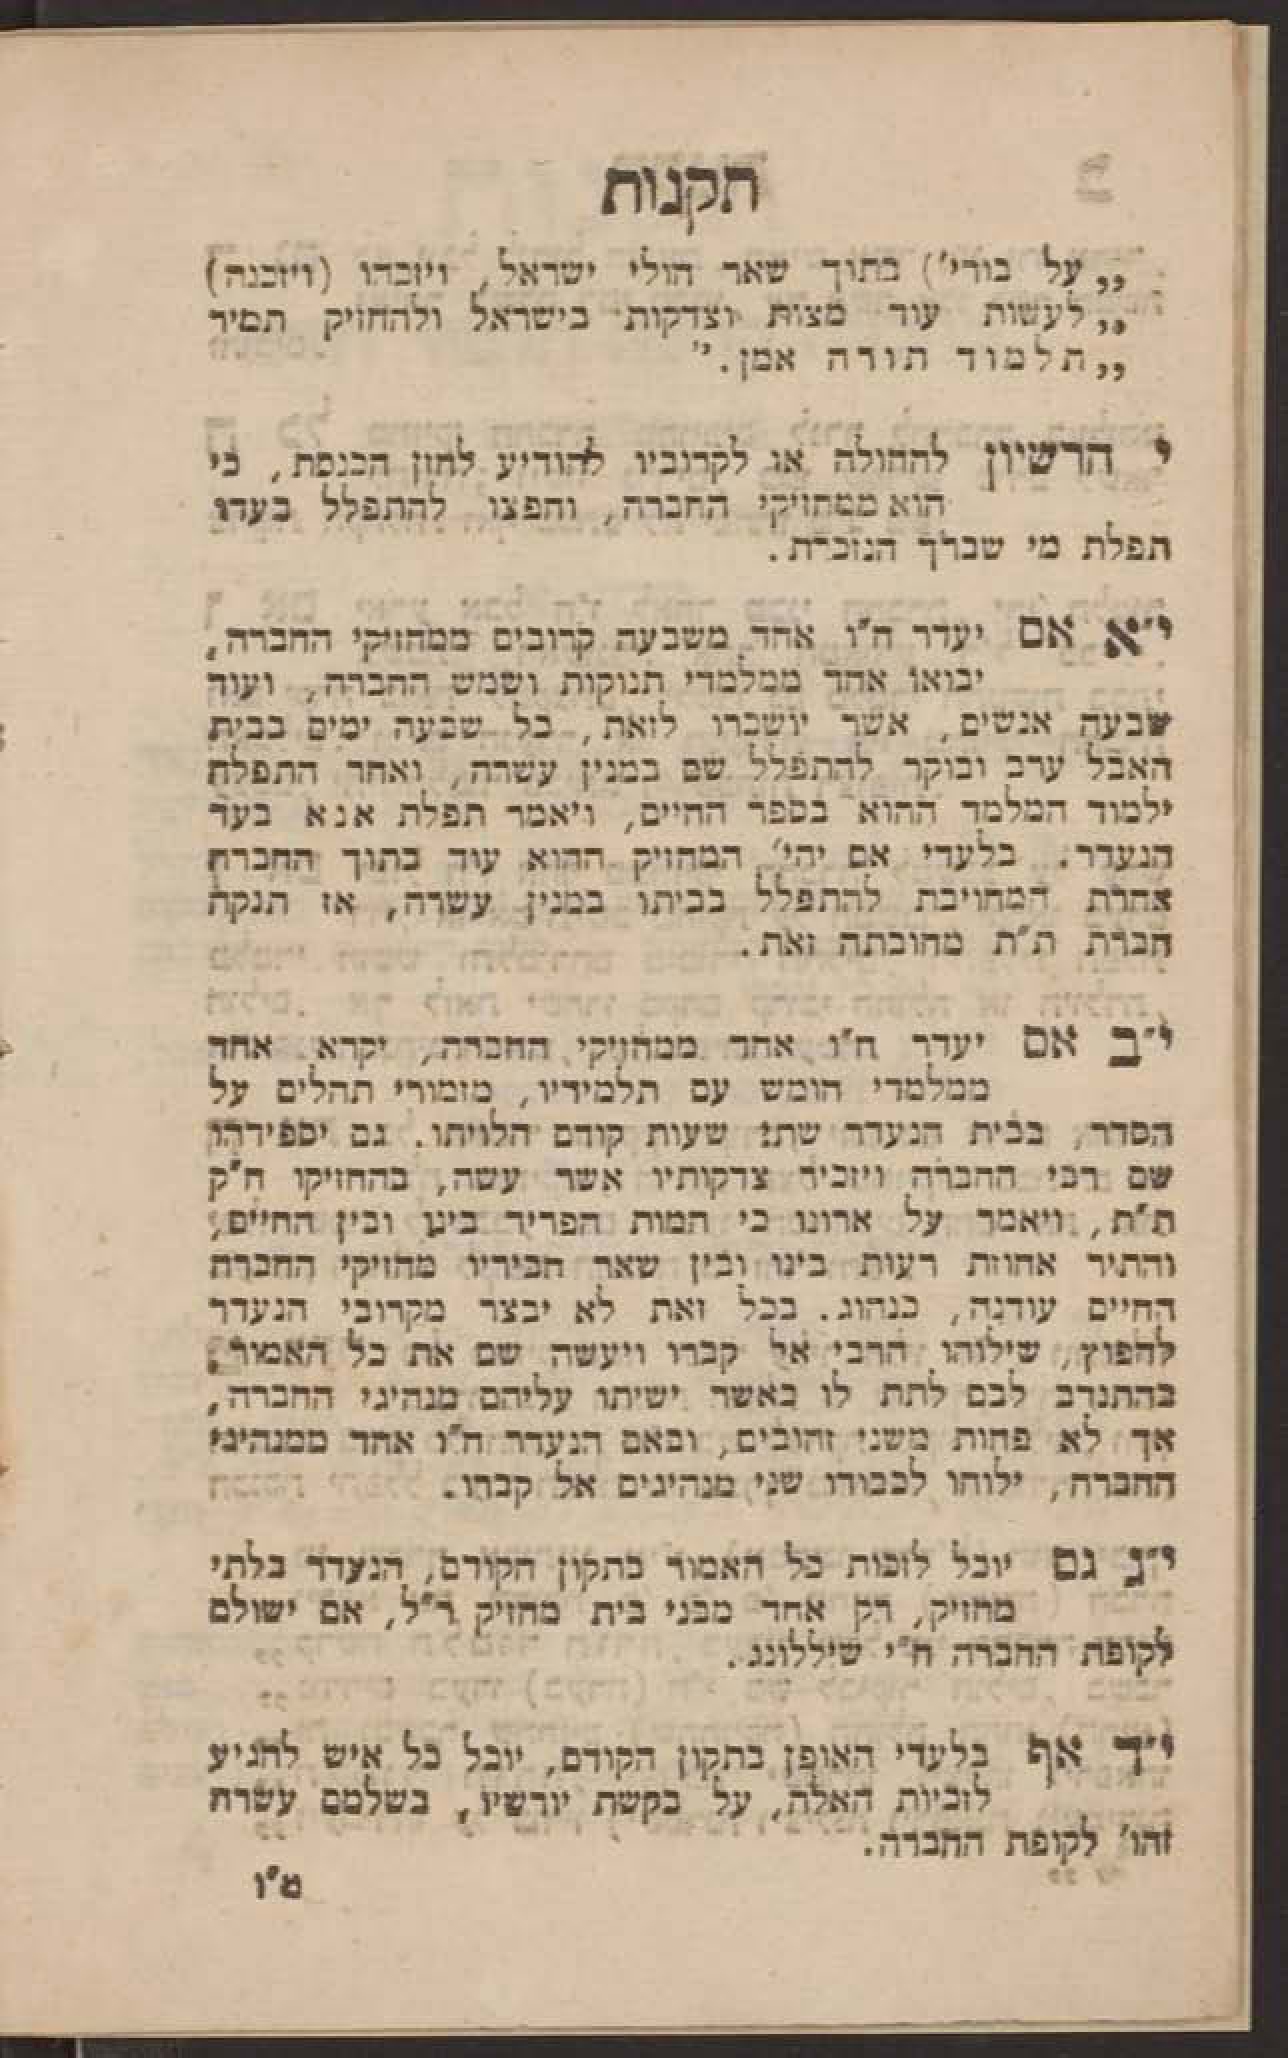 ב
תקנות
„על בורי׳) בתוך שאר חולי ישראל, ויזכהו (ויזכנה)
„לעשות עוד מצות וצדקות בישראל ולהחזיק תמיד
„תלמוד תורה אמן.״
י הרשיון להחולה או לקרוביו להודיע לחזן הכנסת, כי
הוא ממחזיקי החברה, וחפצו להתפלל בעדו
תפלת מי שברך הנזכרת.
י״א אם יעדר ח״ו אחד משבעה קרובים ממחזיקי החברה,
יבואו אחד ממלמדי תנוקות ושמש החברה, ועוד
שבעה אנשים, אשר יושכרו לזאת, כל שבעה ימים בבית
האבל ערב ובוקר להתפלל שם במנין עשרה, ואחר התפלה
ילמוד המלמד ההוא בספר החיים, ויאמר תפלת אנא בעד
הנעדר. בלעדי אם יהי׳ המחזיק ההוא עוד בתוך החברה
אחרת המחויבת להתפלל בביתו במנין עשרה, אז תנקה
חברת ת״ת מחובתה זאת.
י״ב אם יעדר ח״ו אחד ממחזיקי החברה, יקרא אחד
ממלמדי חומש עם תלמידיו, מזמורי תהלים על
הסדר, בבית הנעדר שתי שעות קודם הלויתו. גם יספידהו
שם רבי החברה ויזכיר צדקותיו אשר עשה, בהחזיקו ח״ק
ת״ת, ויאמר על ארונו כי המות הפריד בינו ובין החיים,
והתיר אחוות רעות בינו ובין שאר חביריו מחזיקי החברה
החיים עודנה, כנהוג. בכל זאת לא יבצר מקרובי הנעדר
לחפוץ, שילוהו הרבי אל קברו ויעשה שם את כל האמור,
בהתנדב לבם לתת לו כאשר ישיתו עליהם מנהיגי החברה,
אך לא פחות משני זהובים, ובאם הנעדר ח״ו אחד ממנהיגי
החברה, ילוהו לכבודו שני מנהיגים אל קברו.
י״ג גם יוכל לזכות כל האמור בתקון הקודם, הנעדר בלתי
מחזיק, רק אחד מבני בית מחזיק ר״ל, אם ישולם
לקופת החברה ח״י שיללונג.
י״ד אף בלעדי האופן בתקון הקודם, יוכל כל איש להגיע
לזכיות האלה, על בקשת יורשיו, בשלמם עשרה
זהו׳ לקופת החברה.
ט״ו